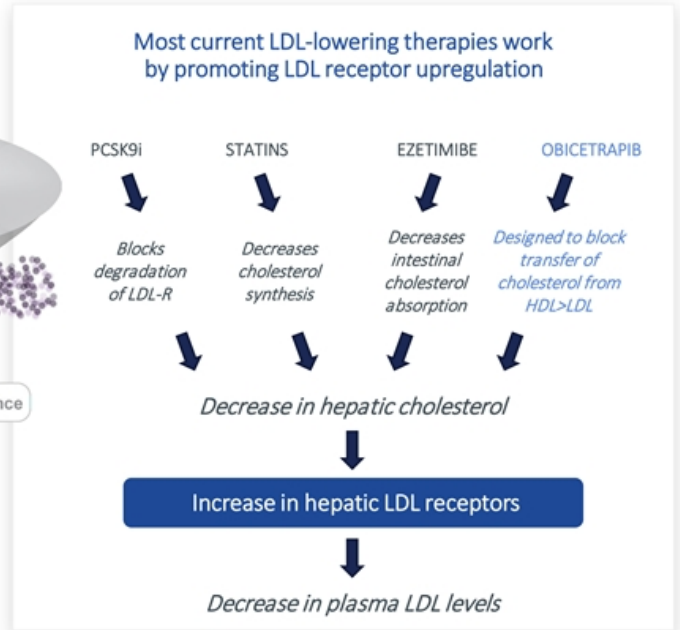 Most current LDL-lowering therapies work
by promoting LDL receptor upregulation
PCSK9i
STATINS
EZETIMIBE
OBICETRAPIB
Blocks
degradation
of LDL-R
Decreases
cholesterol
synthesis
Decreases
intestinal
cholesterol
absorption
Designed to block
transfer of
cholesterol from
HDL>LDL
Decrease in hepatic cholesterol
Increase in hepatic LDL receptors
Decrease in plasma LDL levels